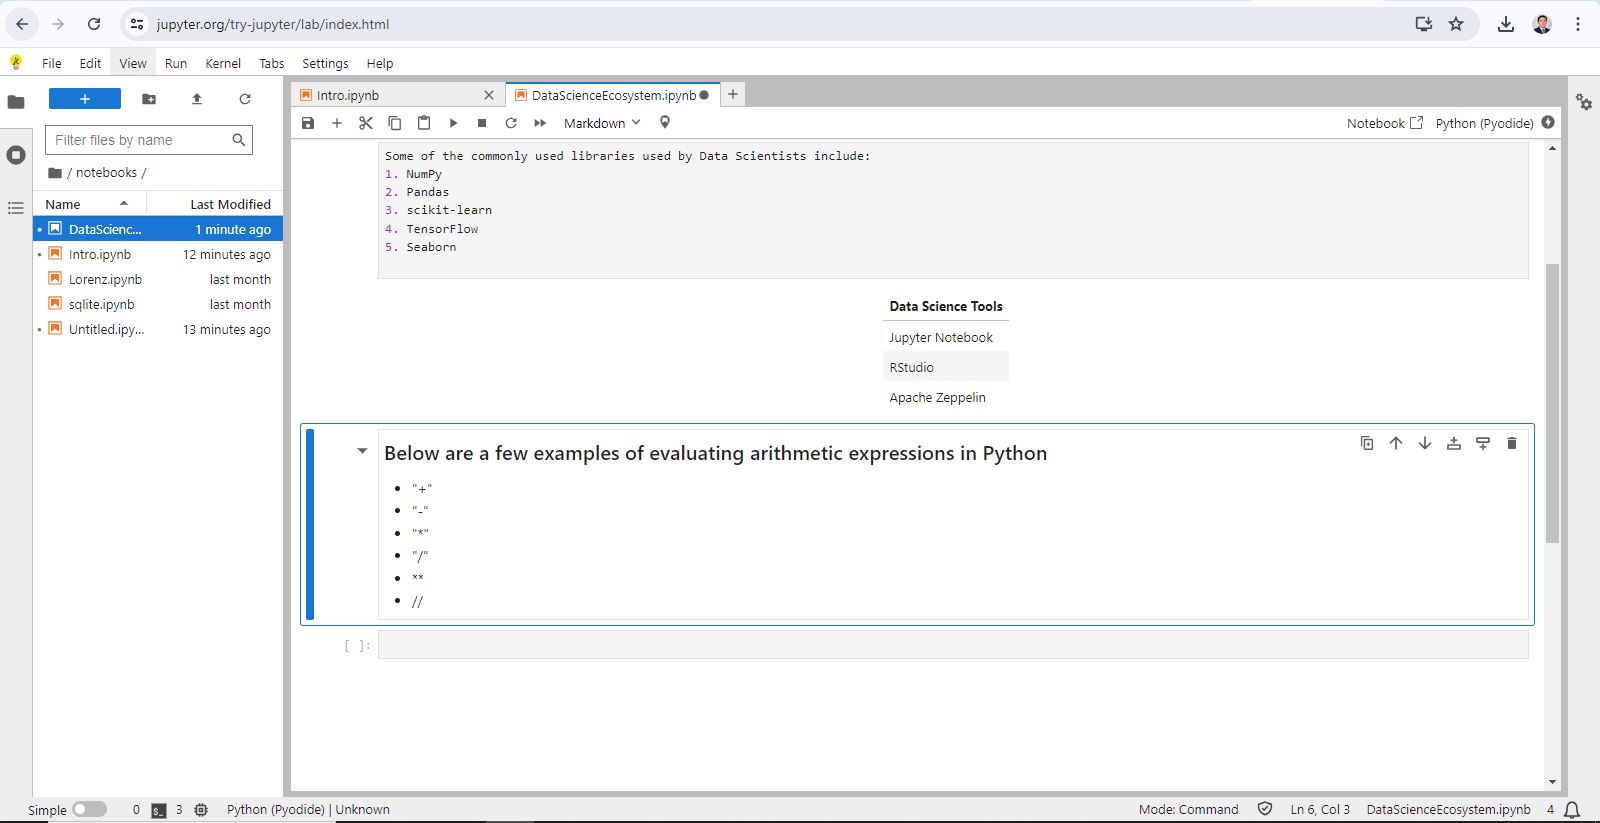 jupyter.org/try-jupyter/lab/index.html
File Edit View Run Kernel Tabs Settings Help
+
Intro.ipynb
DataScienceEcosystem.ipynb
Filter files by name
Markdown
Notebook
Python (Pyodide)
/ notebooks /
Name Last Modified
DataScienc... 1 minute ago
Intro.ipynb 12 minutes ago
Lorenz.ipynb last month
sqlite.ipynb last month
Untitled.ipy... 13 minutes ago
Some of the commonly used libraries used by Data Scientists include:
1. NumPy
2. Pandas
3. scikit-learn
4. TensorFlow
5. Seaborn
Data Science Tools
Jupyter Notebook
RStudio
Apache Zeppelin
Below are a few examples of evaluating arithmetic expressions in Python
• "+"
• "-"
• "*"
• "/"
• **
• //
[ ]:
Simple 0 $_ 3 Python (Pyodide) | Unknown Mode: Command Ln 6, Col 3 DataScienceEcosystem.ipynb 4